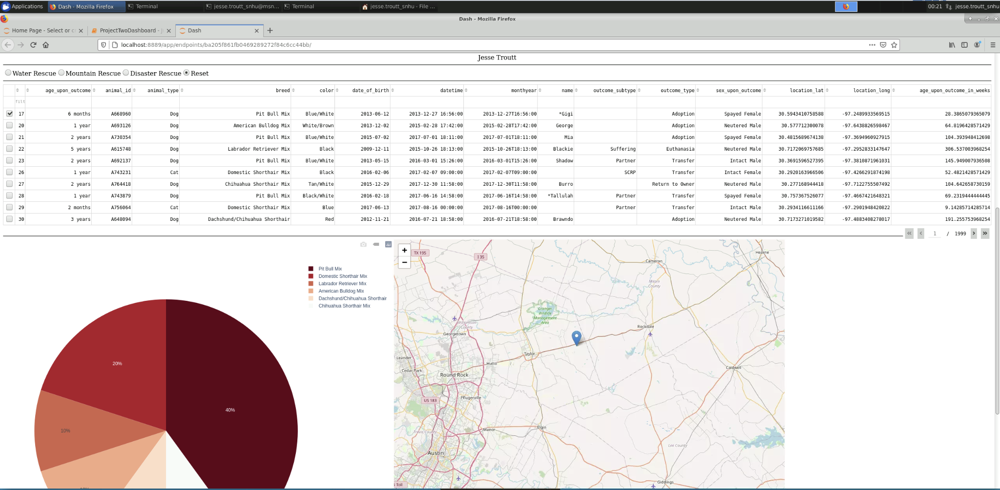 Applications Dash - Mozilla Firefox Terminal jesse.troutt_snhu@msn... Terminal jesse.troutt_snhu - File ... 00:21 jesse.troutt_snhu
Dash - Mozilla Firefox
Home Page - Select or c ProjectTwoDashboard - J Dash
localhost:8889/app/endpoints/ba205f861fb0469289272f84c6cc44bb/
Jesse Troutt
Water Rescue Mountain Rescue Disaster Rescue Reset
age_upon_outcome animal_id animal_type breed color date_of_birth datetime monthyear name outcome_subtype outcome_type sex_upon_outcome location_lat location_long age_upon_outcome_in_weeks
filt
17 6 months A668960 Dog Pit Bull Mix Blue/White 2013-06-12 2013-12-27 16:56:00 2013-12-27T16:56:00 *Gigi Adoption Spayed Female 30.5943410758588 -97.2489933569515 28.3865079365079
20 1 year A693126 Dog American Bulldog Mix White/Brown 2013-12-02 2015-02-28 17:42:00 2015-02-28T17:42:00 George Adoption Neutered Male 30.577712300078 -97.6438826598467 64.8196428571429
21 2 years A730354 Dog Pit Bull Mix Blue/White 2015-07-02 2017-07-01 18:11:00 2017-07-01T18:11:00 Mia Adoption Spayed Female 30.4815689674138 -97.3694960927915 104.393948412698
22 5 years A615748 Dog Labrador Retriever Mix Black 2009-12-11 2015-10-26 18:13:00 2015-10-26T18:13:00 Blackie Suffering Euthanasia Neutered Male 30.7172069757685 -97.2952833147647 306.537003968254
23 2 years A692137 Dog Pit Bull Mix Blue/White 2013-05-15 2016-03-01 15:26:00 2016-03-01T15:26:00 Shadow Partner Transfer Intact Male 30.3691596527395 -97.3810871961031 145.949007936508
26 1 year A743231 Cat Domestic Shorthair Mix Black 2016-02-06 2017-02-07 09:00:00 2017-02-07T09:00:00 SCRP Transfer Intact Female 30.2920163966506 -97.4266291874198 52.4821428571429
27 2 years A764418 Dog Chihuahua Shorthair Mix Tan/White 2015-12-29 2017-12-30 11:58:00 2017-12-30T11:58:00 Burro Return to Owner Neutered Male 30.277168944418 -97.7122755507492 104.642658730159
28 1 year A743879 Dog Pit Bull Mix Black/White 2016-02-18 2017-06-16 14:58:00 2017-06-16T14:58:00 *Tallulah Partner Transfer Spayed Female 30.757367526077 -97.4667421648321 69.2319444444445
29 2 months A756064 Cat Domestic Shorthair Mix Blue 2017-06-13 2017-08-16 00:00:00 2017-08-16T00:00:00 Partner Transfer Intact Male 30.2934116611166 -97.2901948420822 9.14285714285714
30 3 years A648094 Dog Dachshund/Chihuahua Shorthair Red 2012-11-21 2016-07-21 18:58:00 2016-07-21T18:58:00 Brawndo Adoption Neutered Male 30.7173271019582 -97.4883408278017 191.255753968254
« ‹ 1 / 1999 › »
Pit Bull Mix
Domestic Shorthair Mix
Labrador Retriever Mix
American Bulldog Mix
Dachshund/Chihuahua Shorthair
Chihuahua Shorthair Mix
20%
40%
10%
+
−
TX 195
I 35
Hearne
Cameron
Milam
County
Granger
Wildlife
Management
Area
Williamson
County
Georgetown
Rockdale
Taylor
Leander
Hutto
Cedar Park
Round Rock
Caldwell
Pflugerville
US 183
Manor
Elgin
Travis County
Lee County
Austin
Giddings
Toll